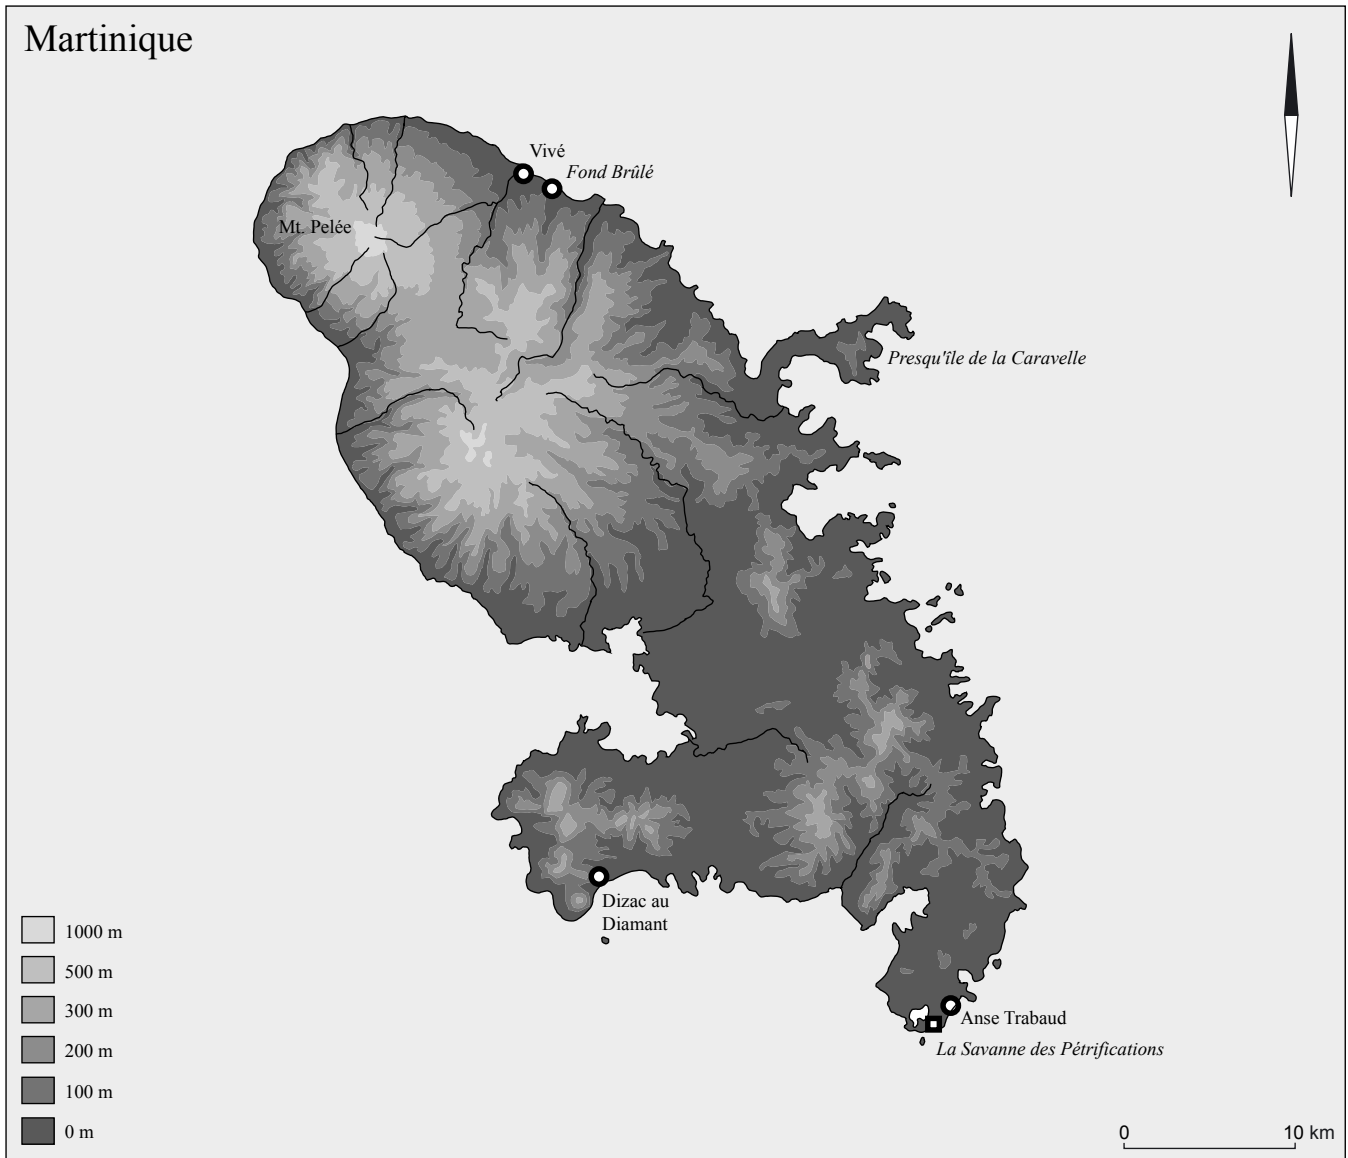 Martinique
Vivé
Fond Brûlé
Mt. Pelée
Presqu'île de la Caravelle
Dizac au
Diamant
1000 m
500 m
300 m
200 m
100 m
0 m
Anse Trabaud
La Savanne des Pétrifications
0 10 km